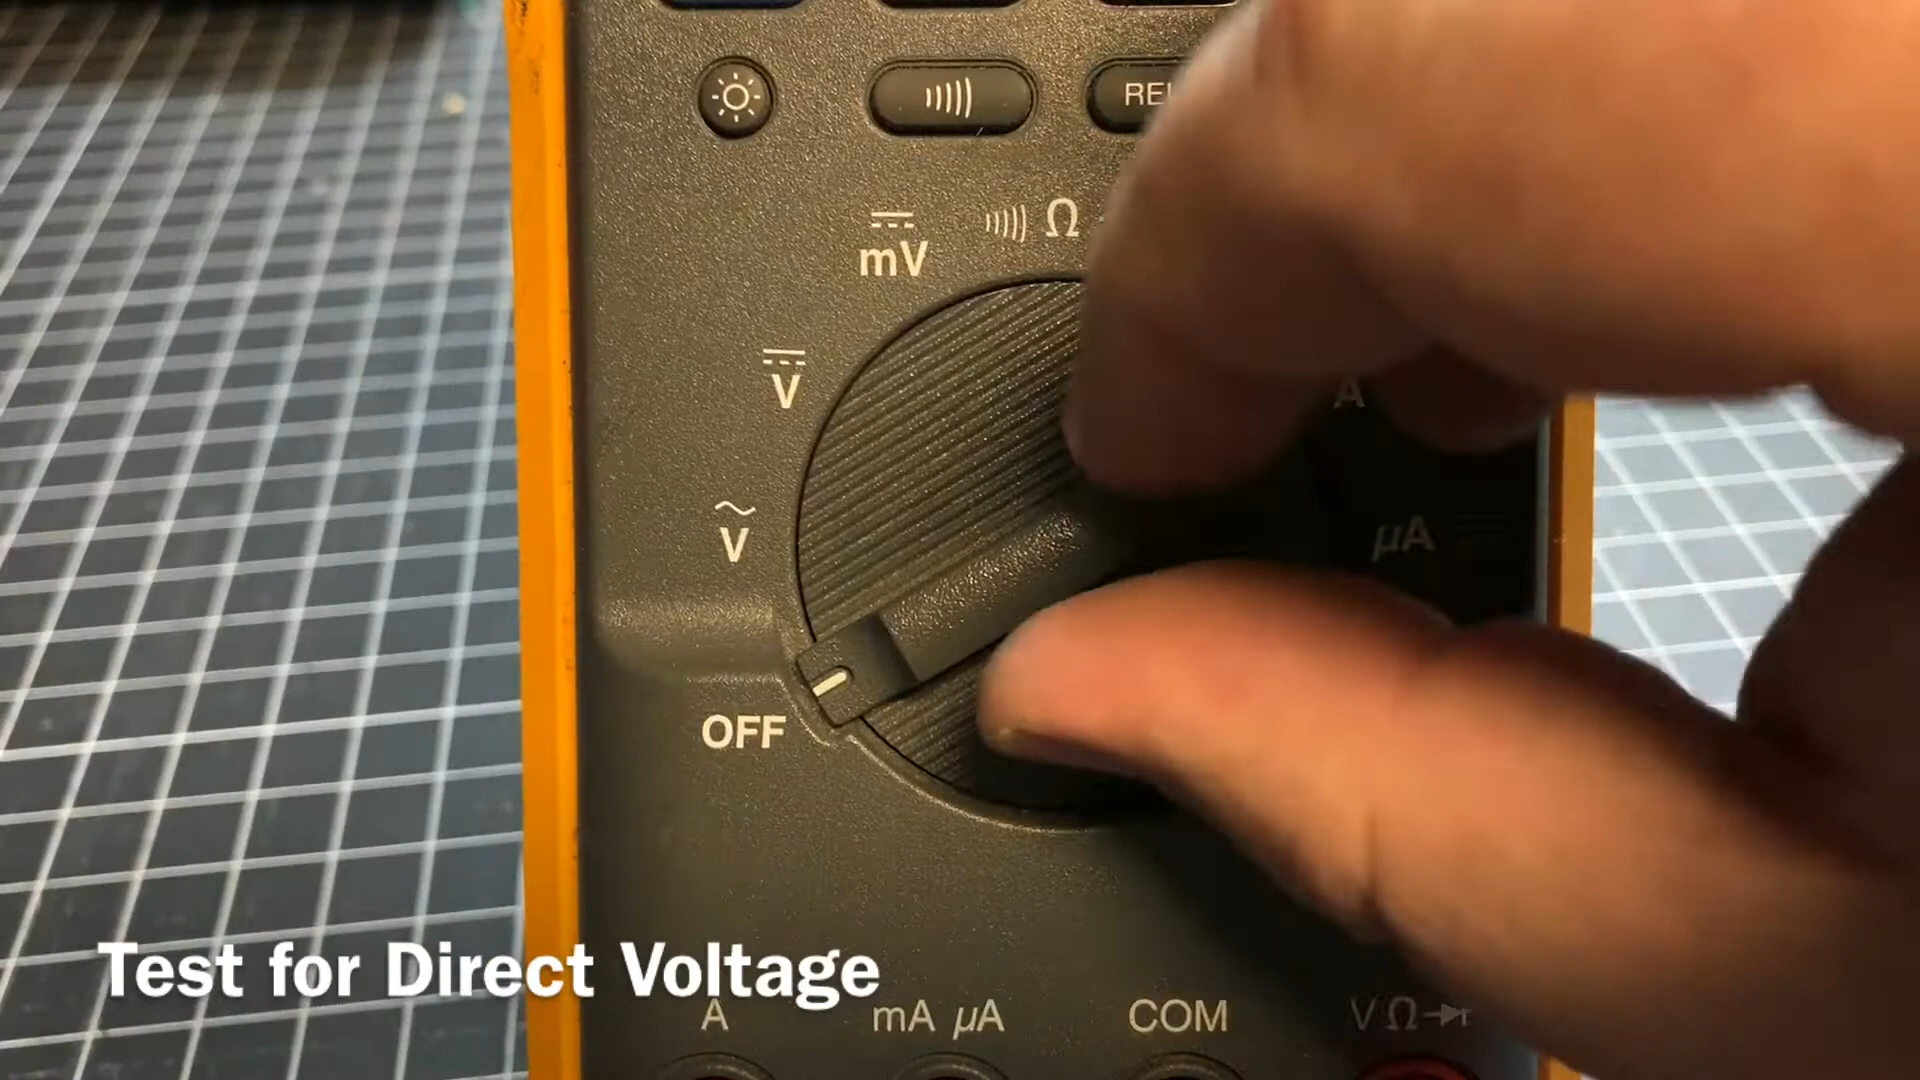 REL
mV
Ω
V
A
V
µA
OFF
Test for Direct Voltage
A
mA µA
COM
VΩ